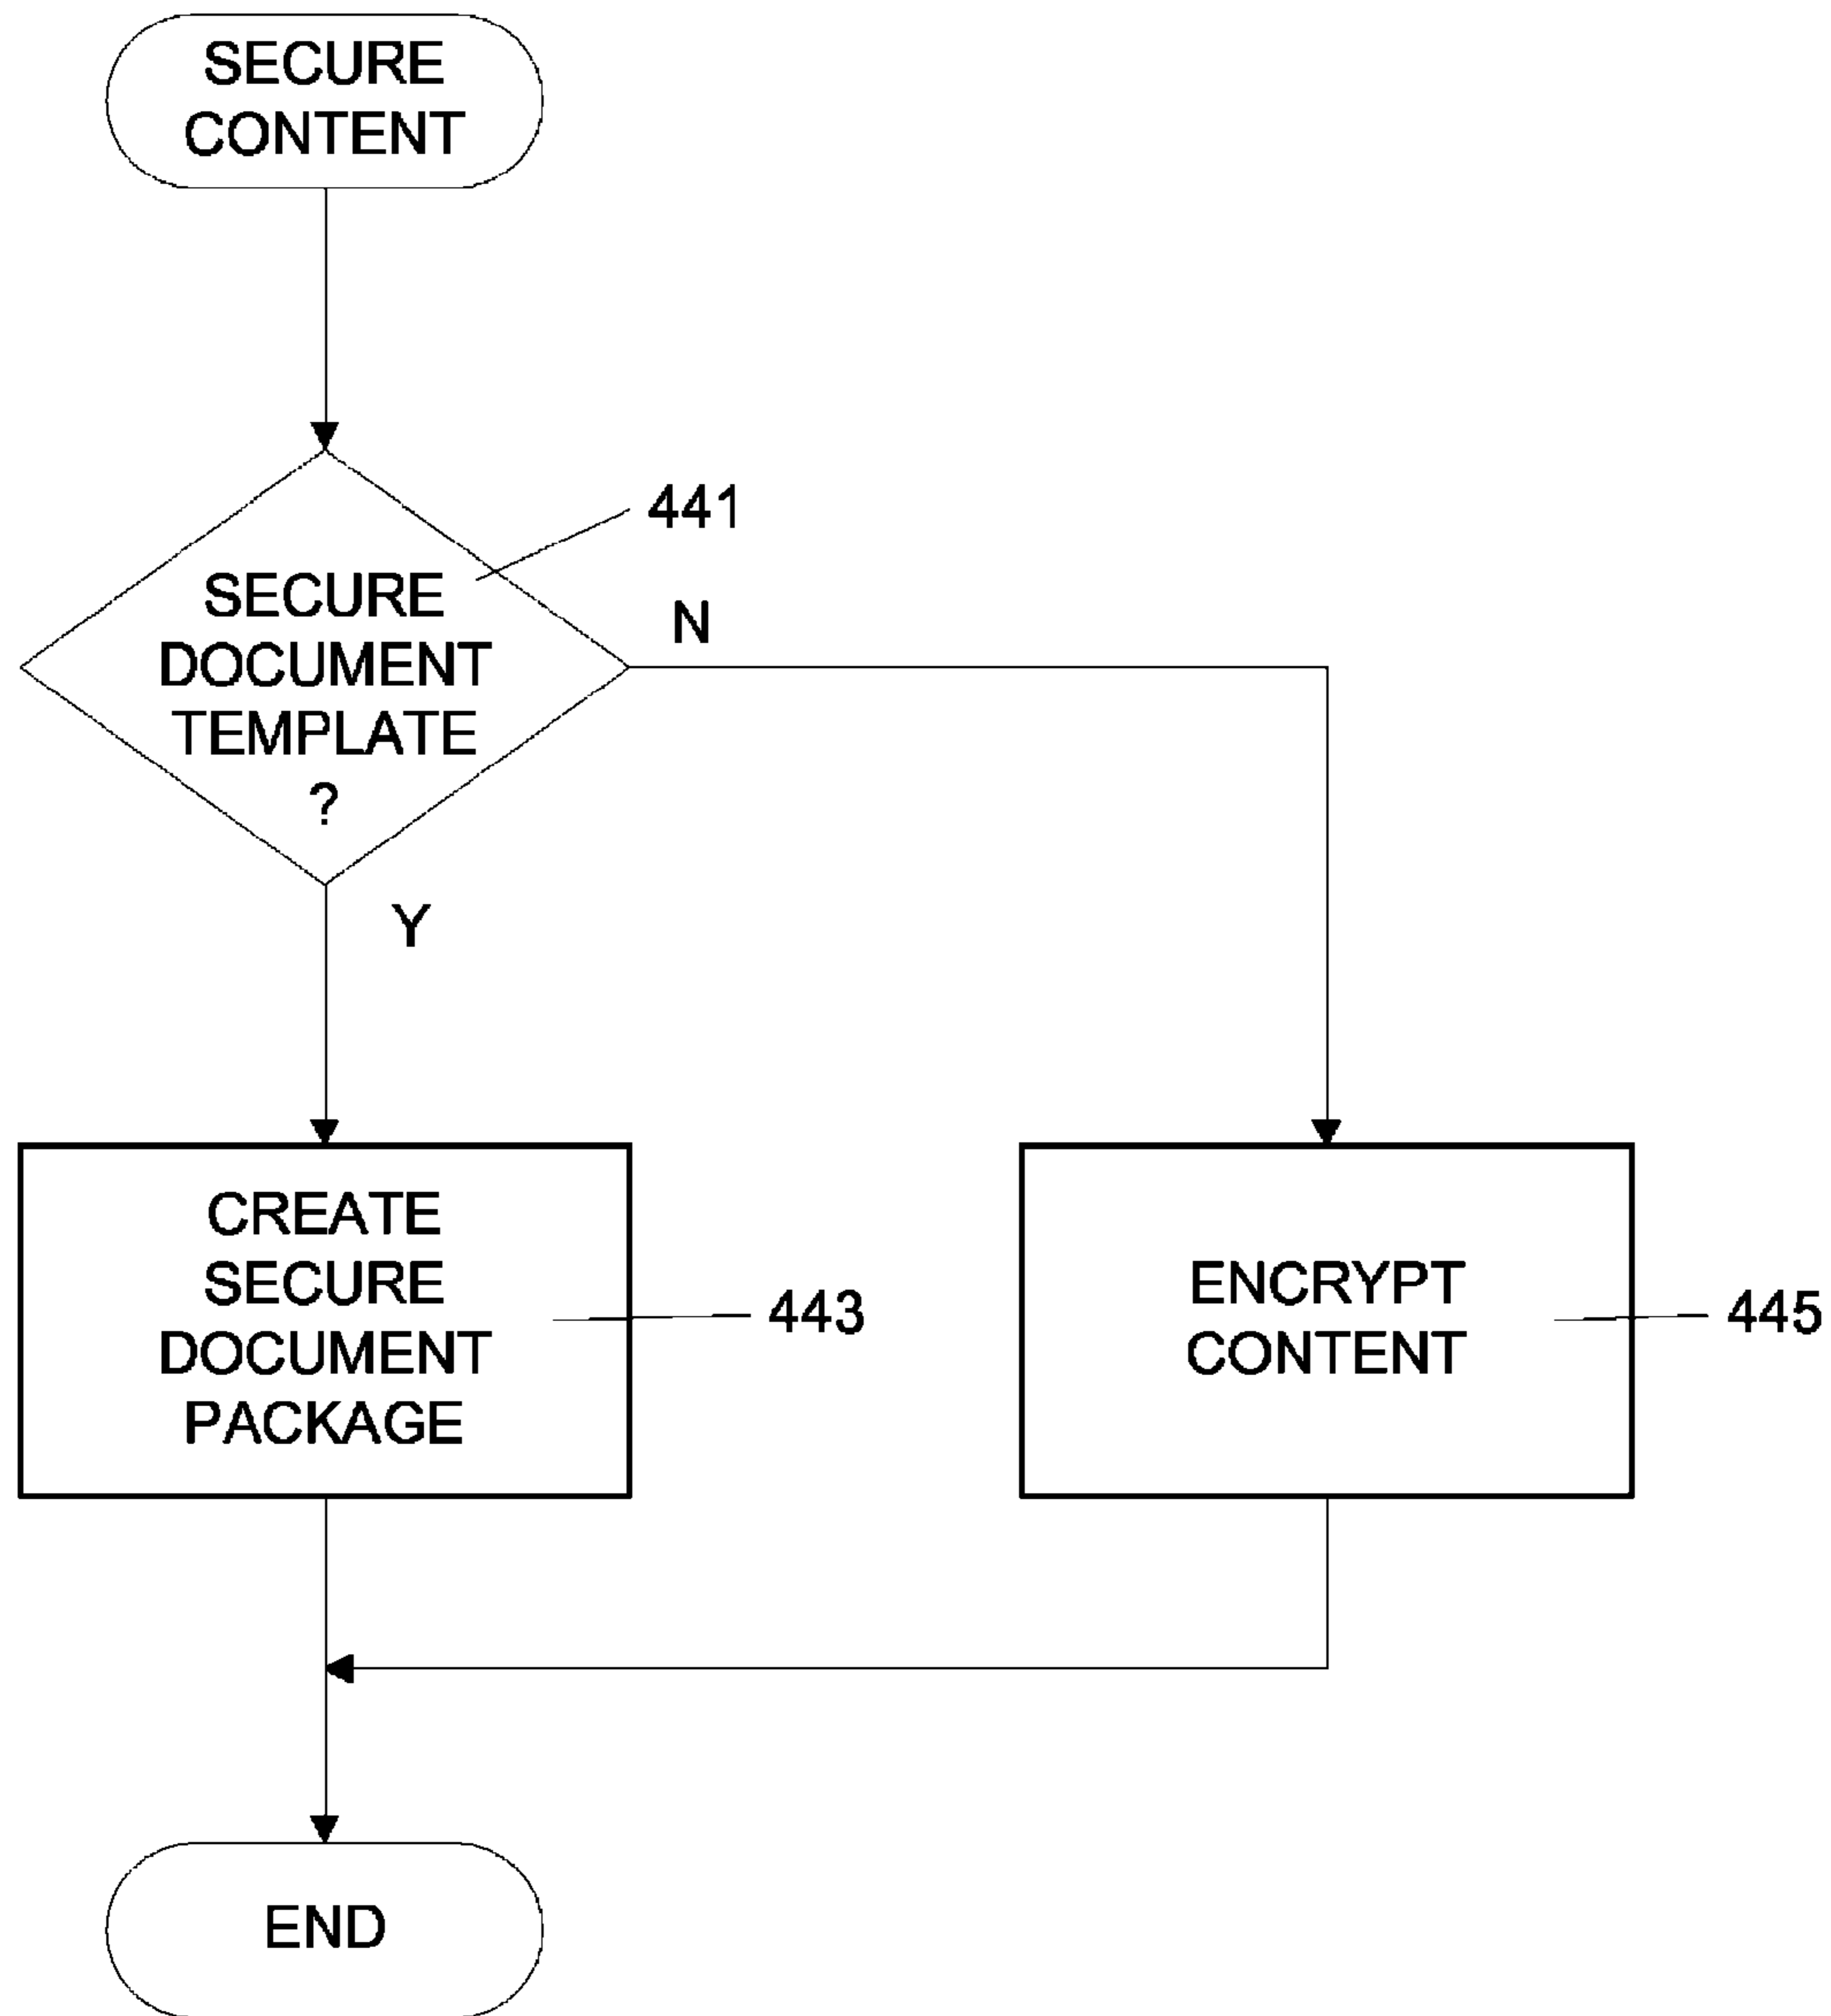 SECURE
CONTENT
441
SECURE
DOCUMENT
TEMPLATE
?
N
Y
CREATE
SECURE
DOCUMENT
PACKAGE
443
ENCRYPT
CONTENT
445
END